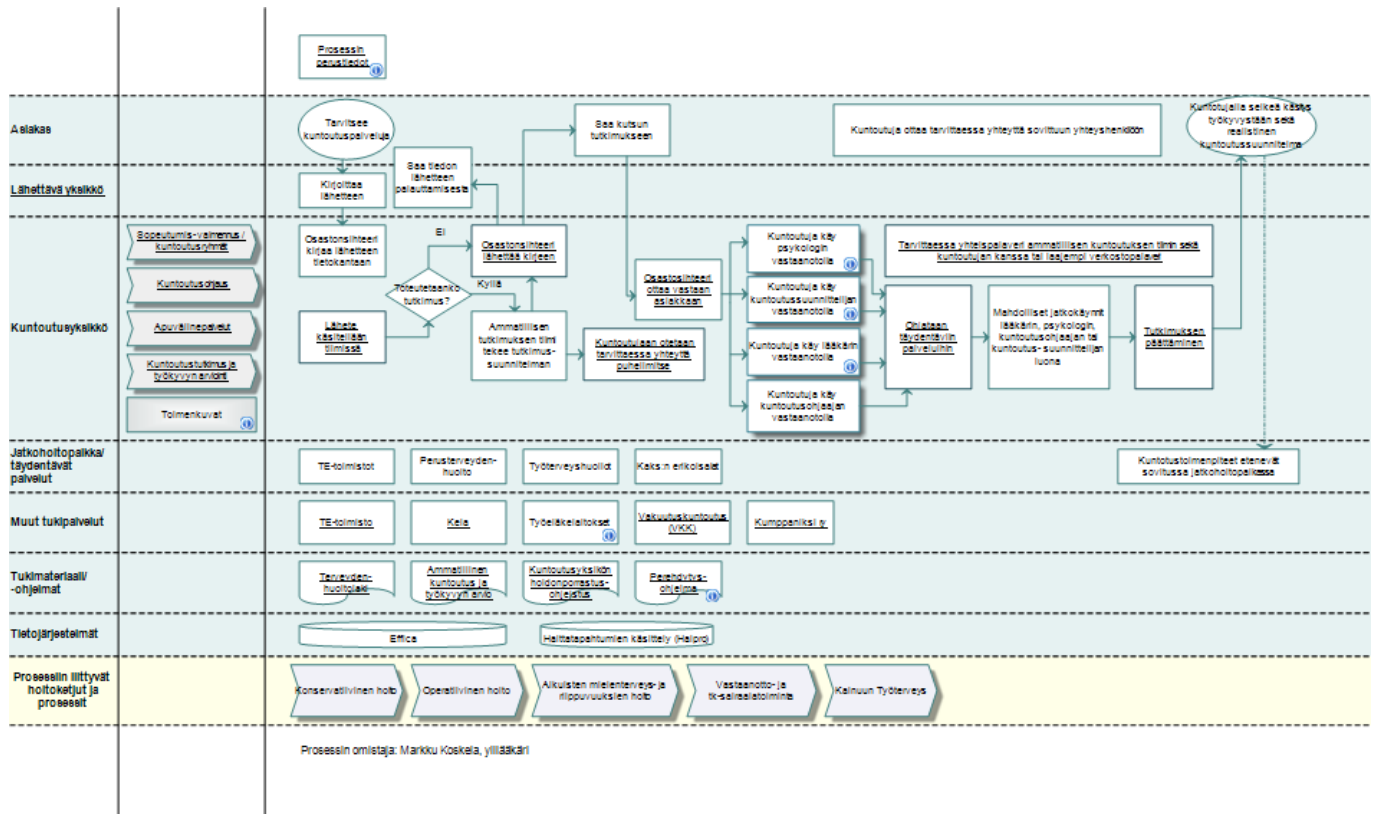 Prosessin
perustiedot
Asiakas
Tarvitsee
kuntoutuspalveluja
Saa kutsun
tutkimukseen
Kuntoutuja ottaa tarvittaessa yhteyttä sovittuun yhteyshenkilöön
Kuntoutujalla selkeä käsitys
työkyvystään sekä
realistinen
kuntoutussuunnitelma
Lähettävä yksikkö
Kirjoittaa
lähetteen
Saa tiedon
lähetteen
palauttamisesta
Kuntoutusyksikkö
Sopeutumis-valmennus /
kuntoutusryhmät
Kuntoutusohjaus
Apuvälinepalvelut
Kuntoutustutkimus ja
työkyvyn arviointi
Toimenkuvat
Osastonsihteeri
kirjaa lähetteen
tietokantaan
Lähete
käsitellään
tiimissä
Toteutetaanko
tutkimus?
Ei
Kyllä
Osastonsihteeri
lähettää kirjeen
Ammatillisen
tutkimuksen tiimi
tekee tutkimus-
suunnitelman
Kuntoutujaan otetaan
tarvittaessa yhteyttä
puhelimitse
Osastosihteeri
ottaa vastaan
asiakkaan
Kuntoutuja käy
psykologin
vastaanotolla
Kuntoutuja käy
kuntoutussuunnittelijan
vastaanotolla
Kuntoutuja käy lääkärin
vastaanotolla
Kuntoutuja käy
kuntoutusohjaajan
vastaanotolla
Tarvittaessa yhteispalaveri ammatillisen kuntoutuksen tiimin sekä
kuntoutujan kanssa tai laajempi verkostopalaveri
Ohjataan
täydentäviin
palveluihin
Mahdolliset jatkokäynnit
lääkärin, psykologin,
kuntoutusohjaajan tai
kuntoutus- suunnittelijan
luona
Tutkimuksen
päättäminen
Jatkohoitopaikka/
täydentävät
palvelut
TE-toimistot
Perusterveyden-
huolto
Työterveyshuollot
Kaks:n erikoisalat
Kuntotustoimenpiteet etenevät
sovitussa jatkohoitopaikassa
Muut tukipalvelut
TE-toimisto
Kela
Työeläkelaitokset
Vakuutuskuntoutus
(VKK)
Kumppaniksi ry
Tukimateriaali/
-ohjelmat
Terveyden-
huoltolaki
Ammatillinen
kuntoutus ja
työkyvyn arvio
Kuntoutusyksikön
hoidonporrastus-
ohjeistus
Perehdytys-
ohjelma
Tietojärjestelmät
Effica
Haittatapahtumien käsittely (Haipro)
Prosessiin liittyvät
hoitoketjut ja
prosessit
Konservatiivinen hoito
Operatiivinen hoito
Aikuisten mielenterveys- ja
riippuvuuksien hoito
Vastaanotto- ja
tk-sairaalatoiminta
Kainuun Työterveys
Prosessin omistaja: Markku Koskela, ylilääkäri